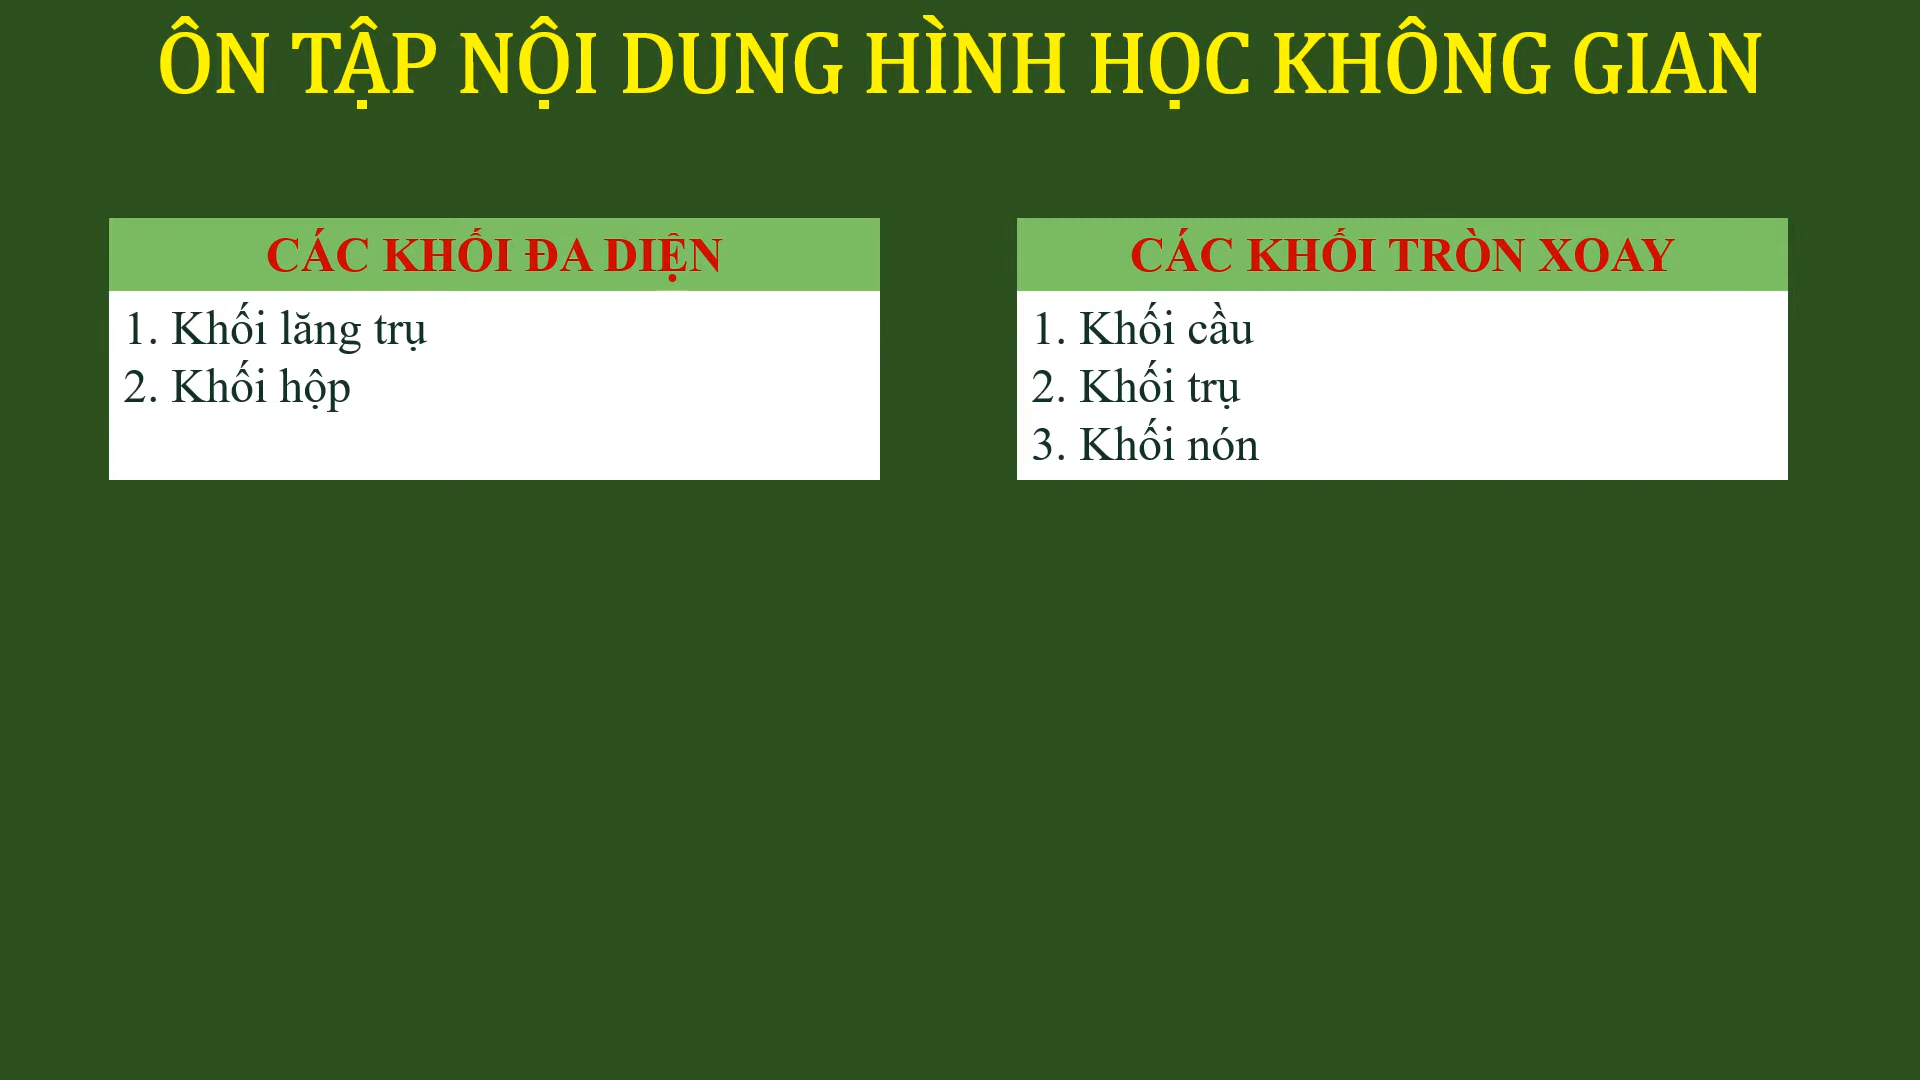 ÔN TẬP NỘI DUNG HÌNH HỌC KHÔNG GIAN
CÁC KHỐI ĐA DIỆN
1. Khối lăng trụ
2. Khối hộp
CÁC KHỐI TRÒN XOAY
1. Khối cầu
2. Khối trụ
3. Khối nón